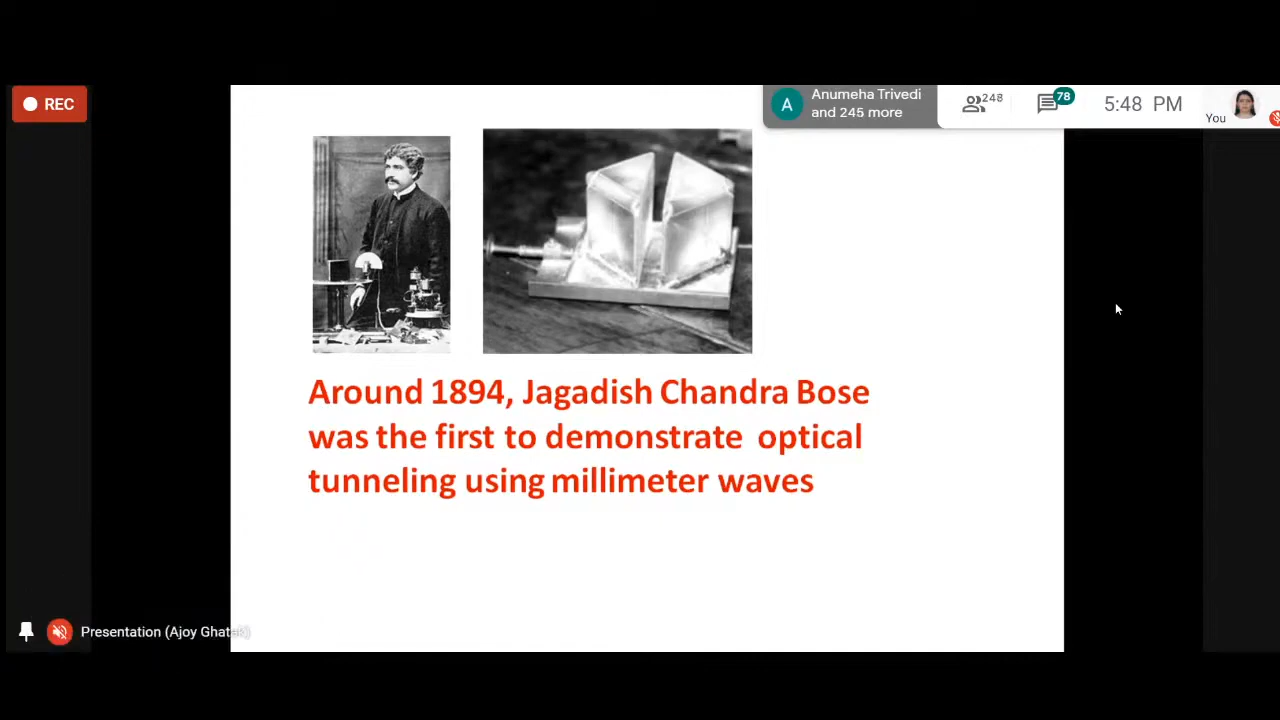 REC
Anumeha Trivedi
and 245 more
A
248
78
5:48 PM
You
Around 1894, Jagadish Chandra Bose
was the first to demonstrate optical
tunneling using millimeter waves
Presentation (Ajoy Ghatak)